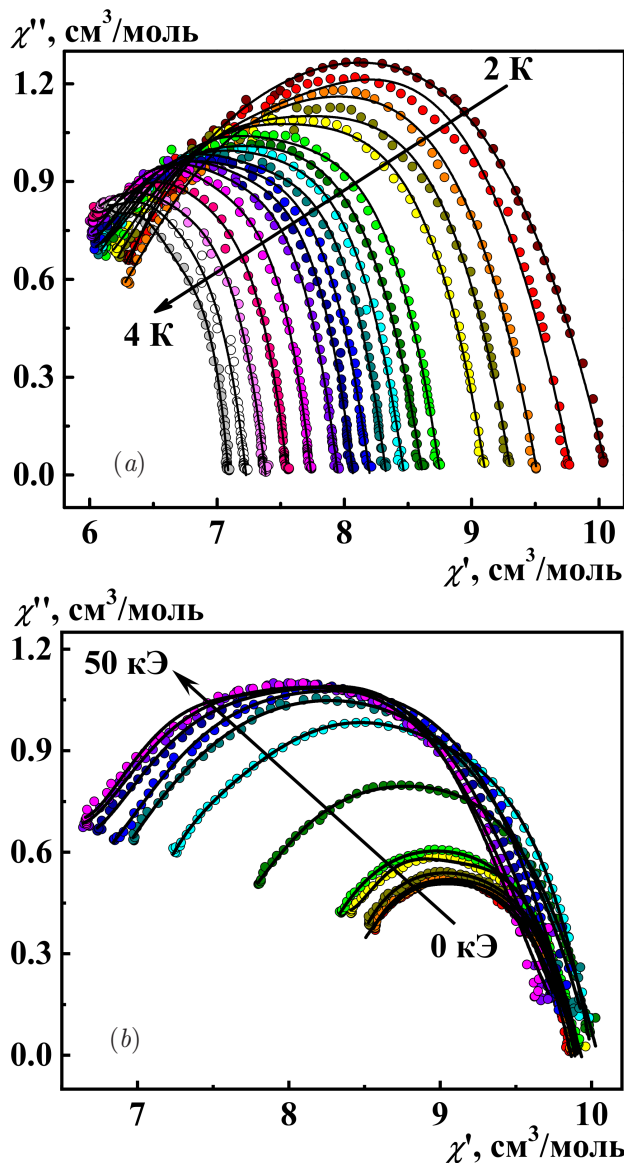 χ'', см³/моль
1.2
0.9
0.6
0.3
0.0
2 К
4 К
(a)
6 7 8 9 10
χ', см³/моль
χ'', см³/моль
1.2
0.9
0.6
0.3
0.0
50 кЭ
0 кЭ
(b)
7 8 9 10
χ', см³/моль